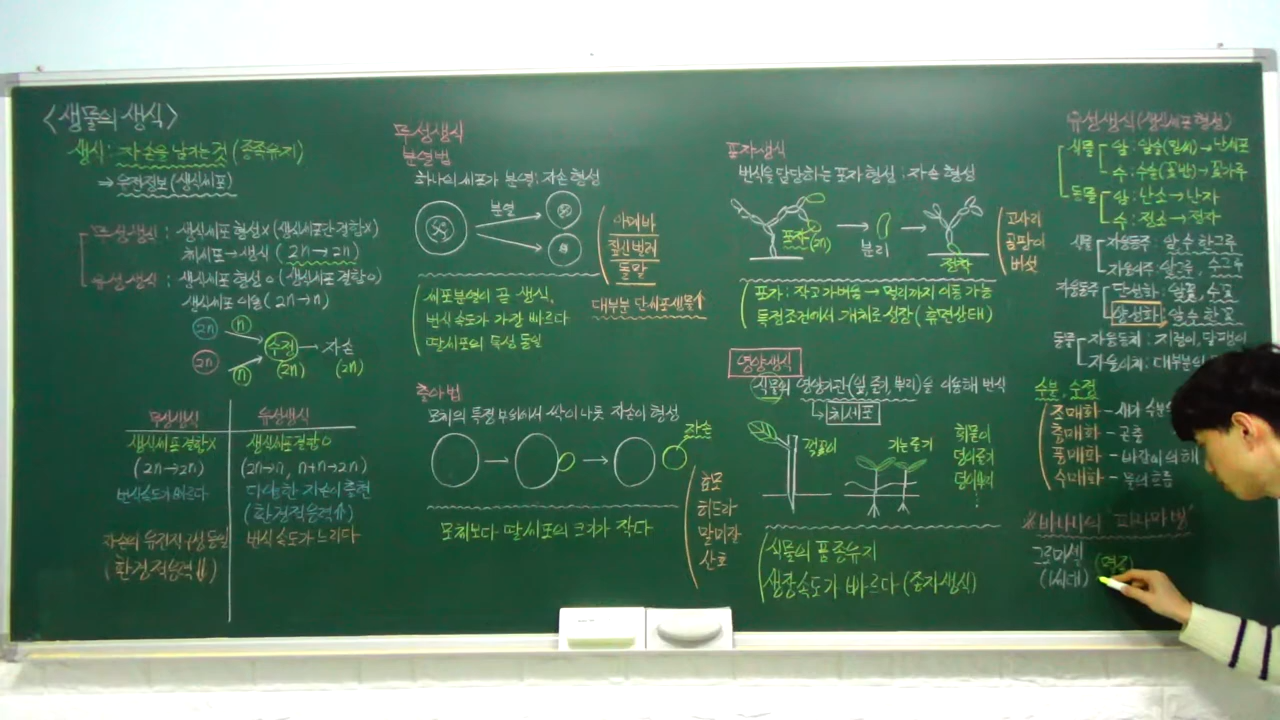 <생물의 생식>
생식 : 자손을 남기는 것 (종족유지)
⇒ 유전정보 (생식세포)
무성생식 : 생식세포 형성 X (생식세포간 결합 X)
체세포 → 생식 (2n → 2n)
유성생식 : 생식세포 형성 O (생식세포 결합 O)
생식세포 이용 (2n → n)
2n n
수정 → 자손
2n n (2n) (2n)
무성생식 유성생식
생식세포 결합 X 생식세포 결합 O
(2n→2n) (2n→n, n+n→2n)
번식속도가 빠르다 다양한 자손이 출현
(환경적응력⇑)
자손의 유전적 구성 동일 번식 속도가 느리다
(환경적응력⇓)
무성생식
분열법
하나의 세포가 분열 : 자손 형성
분열
아메바
짚신벌레
돌말
세포분열이 곧 생식,
번식 속도가 가장 빠르다
딸세포의 특성 동일
대부분 단세포생물↑
출아법
모체의 특정 부위에서 싹이 나듯 자손이 형성
자손
효모
히드라
말미잘
산호
모체보다 딸세포의 크기가 작다
포자생식
번식을 담당하는 포자 형성 : 자손 형성
포자(2n)
분리
정착
고사리
곰팡이
버섯
포자 : 작고 가벼움 → 멀리까지 이동 가능
특정조건에서 개체로 성장 (휴면상태)
영양생식
식물의 영양기관(잎, 줄기, 뿌리)을 이용해 번식
체세포
꺾꽂이
기는줄기
휘묻이
덩이줄기
덩이뿌리
식물의 품종유지
생장속도가 빠르다 (종자생식)
유성생식 (생식세포 형성)
식물 암 : 암술(밑씨) → 난세포
수 : 수술(꽃밥) → 꽃가루
동물 암 : 난소 → 난자
수 : 정소 → 정자
식물 자웅동주 : 암, 수 한그루
자웅이주 : 암그루, 수그루
자웅동주 단성화 : 암꽃, 수꽃
양성화 : 암수 한꽃
동물 자웅동체 : 지렁이, 달팽이
자웅이체 : 대부분의
수분, 수정
조매화 - 새가 수분
충매화 - 곤충
풍매화 - 바람에 의해
수매화 - 물의 흐름
※ 바나나의 "파나마병"
그로미셸
(1세대)